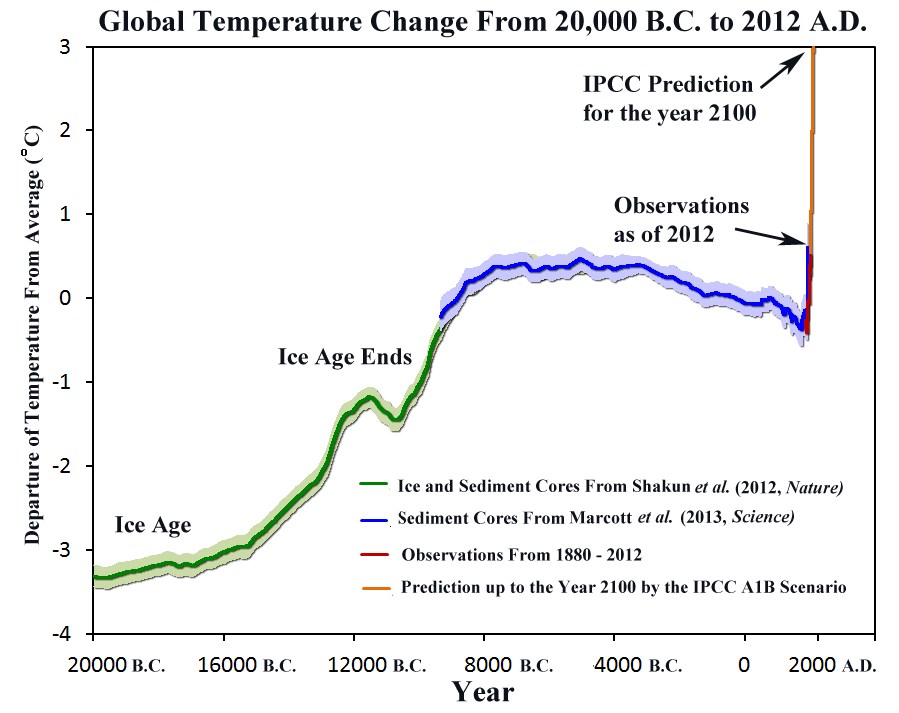 Global Temperature Change From 20,000 B.C. to 2012 A.D.
3
IPCC Prediction
for the year 2100
2
1
Observations
as of 2012
0
Ice Age Ends
-1
-2
Ice and Sediment Cores From Shakun et al. (2012, Nature)
Sediment Cores From Marcott et al. (2013, Science)
Ice Age
-3
Observations From 1880 - 2012
Prediction up to the Year 2100 by the IPCC A1B Scenario
-4
Departure of Temperature From Average (°C)
20000 B.C. 16000 B.C. 12000 B.C. 8000 B.C. 4000 B.C. 0 2000 A.D.
Year